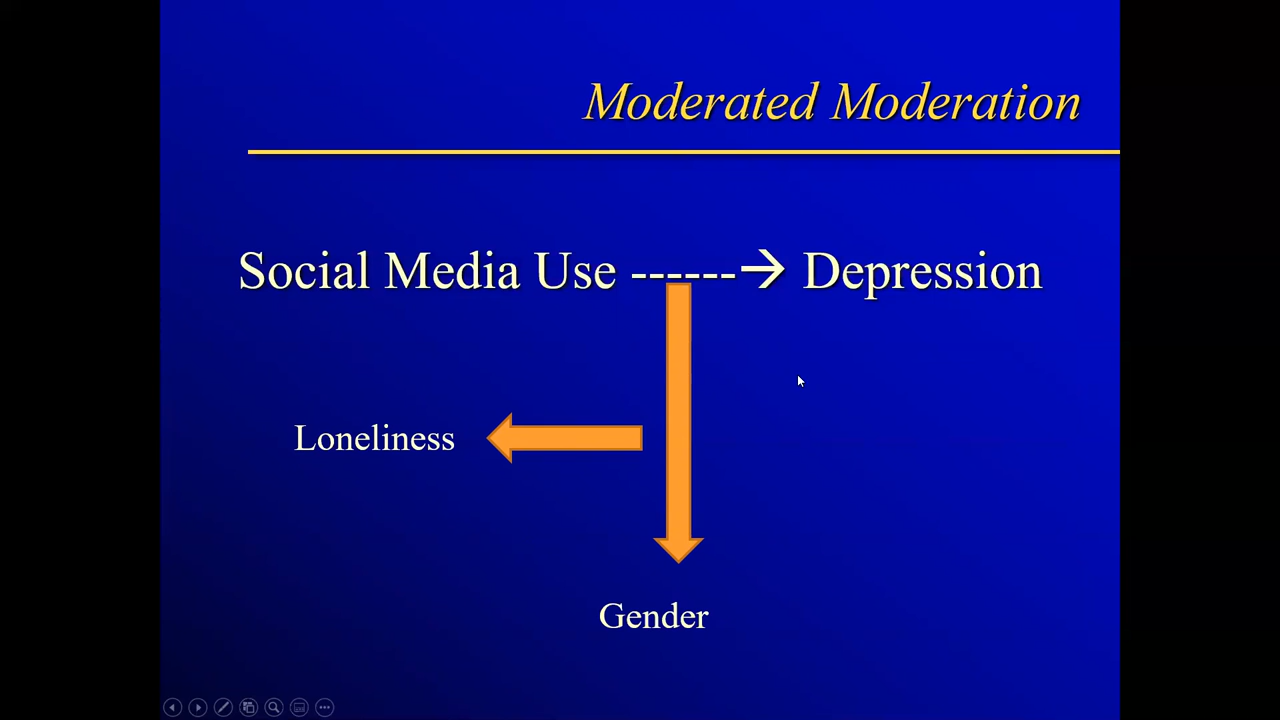 Moderated Moderation
Social Media Use ------→ Depression
Loneliness
Gender